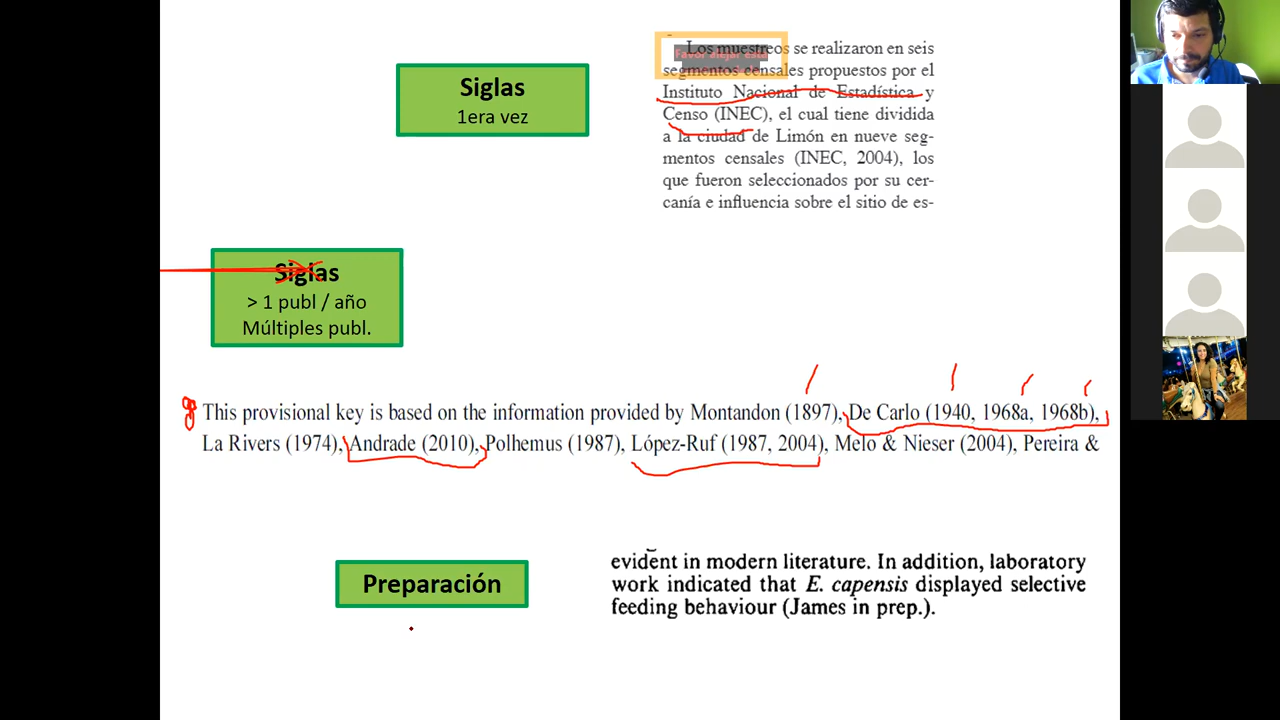 Siglas
1era vez
Los muestreos se realizaron en seis
segmentos censales propuestos por el
Instituto Nacional de Estadística y
Censo (INEC), el cual tiene dividida
a la ciudad de Limón en nueve seg-
mentos censales (INEC, 2004), los
que fueron seleccionados por su cer-
canía e influencia sobre el sitio de es-
Favor alejar esta
Siglas
> 1 publ / año
Múltiples publ.
This provisional key is based on the information provided by Montandon (1897), De Carlo (1940, 1968a, 1968b),
La Rivers (1974), Andrade (2010), Polhemus (1987), López-Ruf (1987, 2004), Melo & Nieser (2004), Pereira &
Preparación
evident in modern literature. In addition, laboratory
work indicated that E. capensis displayed selective
feeding behaviour (James in prep.).